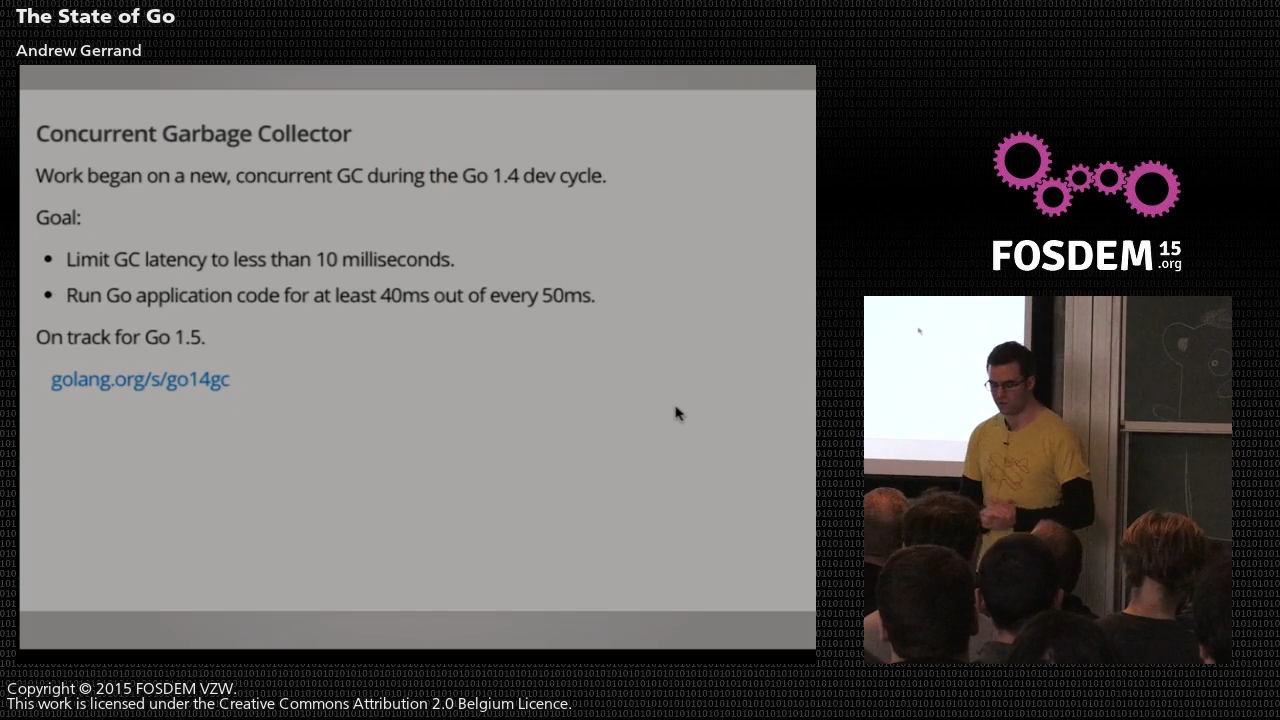 The State of Go
Andrew Gerrand
Concurrent Garbage Collector
Work began on a new, concurrent GC during the Go 1.4 dev cycle.
Goal:
• Limit GC latency to less than 10 milliseconds.
• Run Go application code for at least 40ms out of every 50ms.
On track for Go 1.5.
golang.org/s/go14gc
FOSDEM 15
.org
Copyright © 2015 FOSDEM VZW.
This work is licensed under the Creative Commons Attribution 2.0 Belgium Licence.